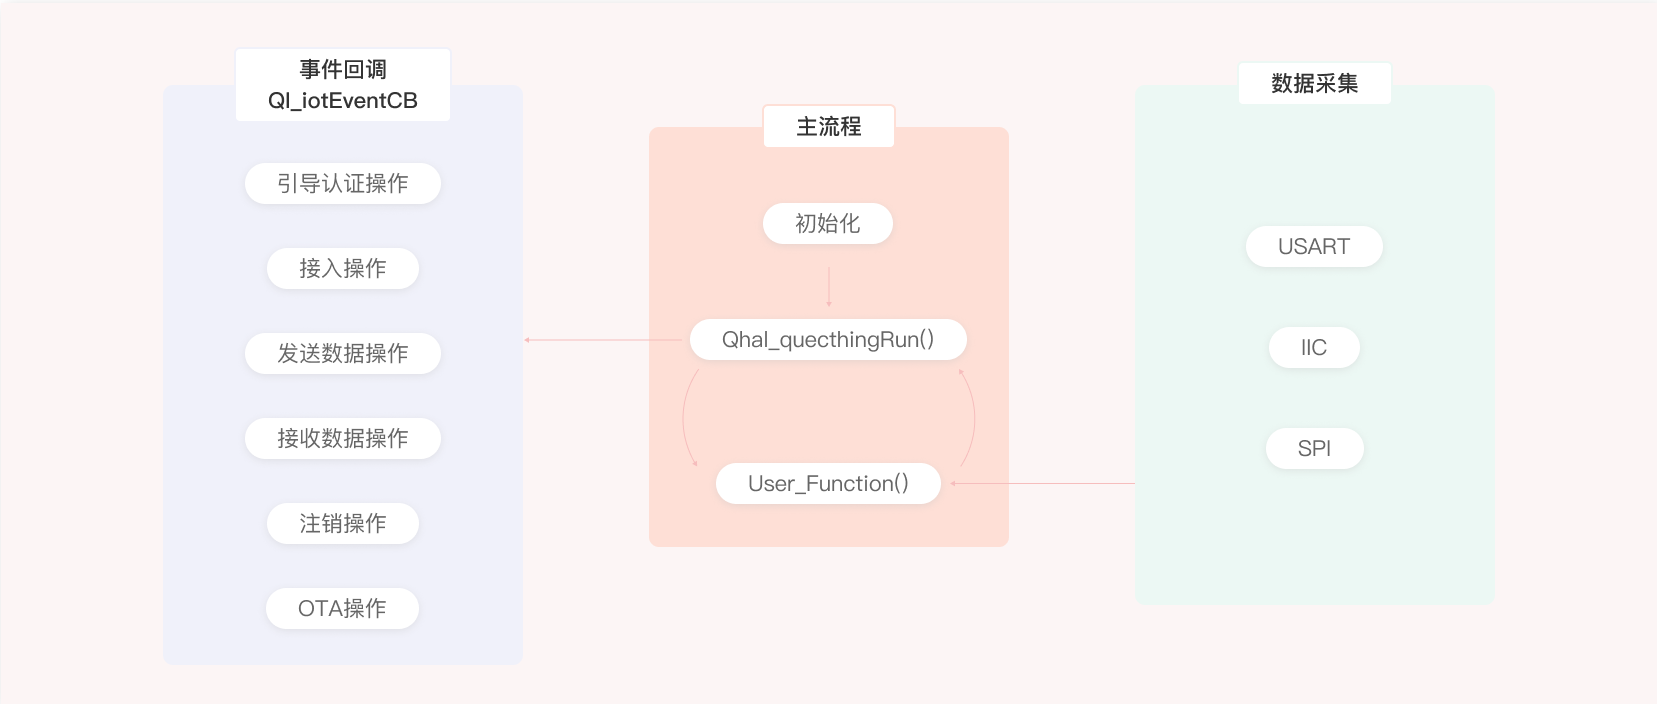 事件回调
Ql_iotEventCB
引导认证操作
接入操作
发送数据操作
接收数据操作
注销操作
OTA操作
主流程
初始化
Qhal_quecthingRun()
User_Function()
数据采集
USART
IIC
SPI